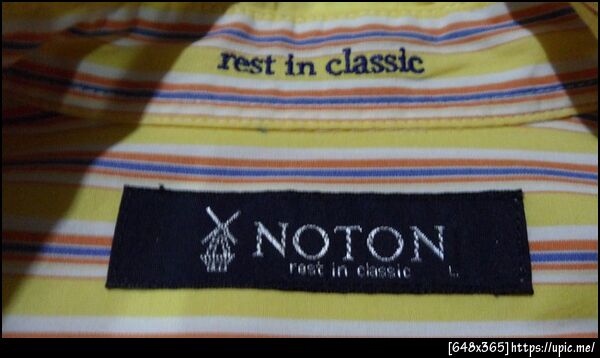 rest in classic
NOTON
rest in classic L
[648x365]https://upic.me/